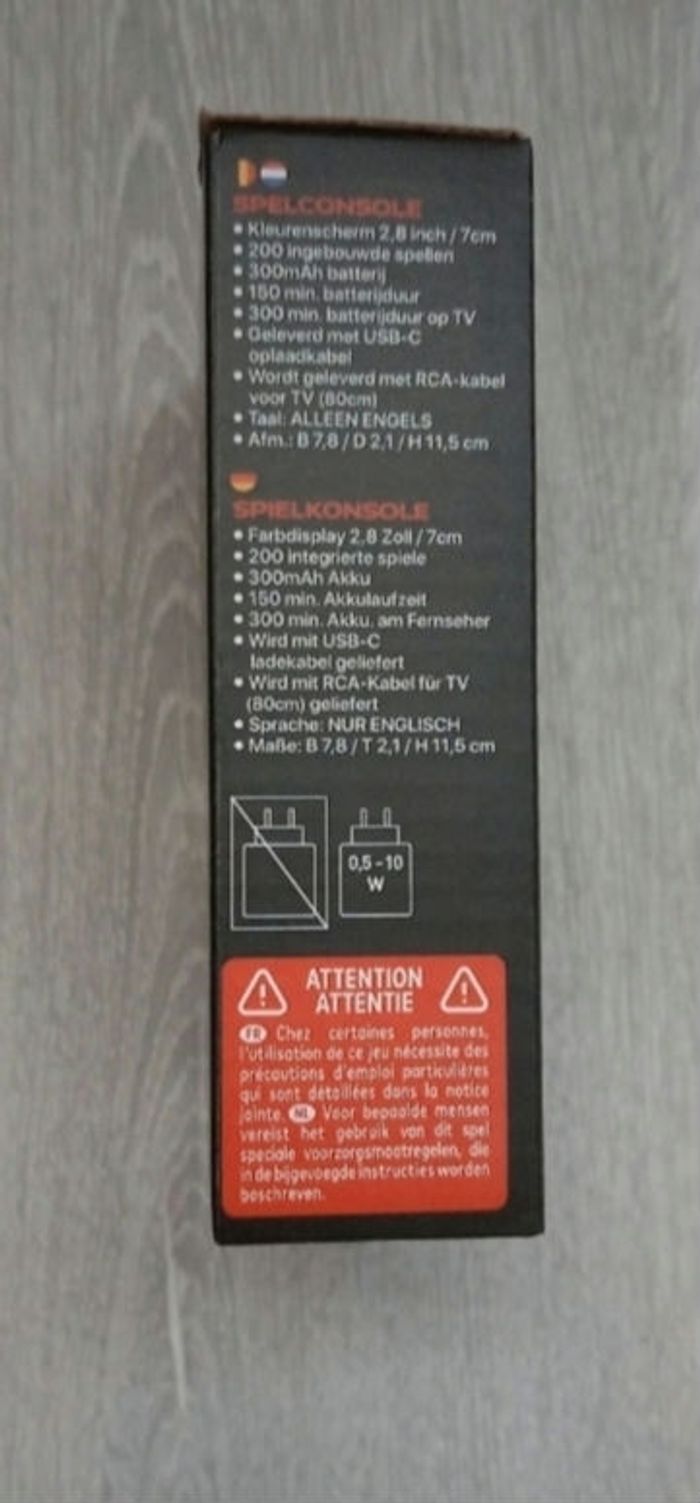 SPELCONSOLE
• Kleurenscherm 2,8 inch / 7cm
• 200 ingebouwde spellen
• 300mAh batterij
• 150 min. batterijduur
• 300 min. batterijduur op TV
• Geleverd met USB-C
oplaadkabel
• Wordt geleverd met RCA-kabel
voor TV (80cm)
• Taal: ALLEEN ENGELS
• Afm.: B 7,8 / D 2,1 / H 11,5 cm
SPIELKONSOLE
• Farbdisplay 2,8 Zoll / 7cm
• 200 integrierte spiele
• 300mAh Akku
• 150 min. Akkulaufzeit
• 300 min. Akku. am Fernseher
• Wird mit USB-C
ladekabel geliefert
• Wird mit RCA-Kabel für TV
(80cm) geliefert
• Sprache: NUR ENGLISCH
• Maße: B 7,8 / T 2,1 / H 11,5 cm
0,5 - 10
W
ATTENTION
ATTENTIE
FR Chez certaines personnes,
l'utilisation de ce jeu nécessite des
précautions d'emploi particulières
qui sont détaillées dans la notice
jointe. NL Voor bepaalde mensen
vereist het gebruik van dit spel
speciale voorzorgsmaatregelen, die
in de bijgevoegde instructies worden
beschreven.